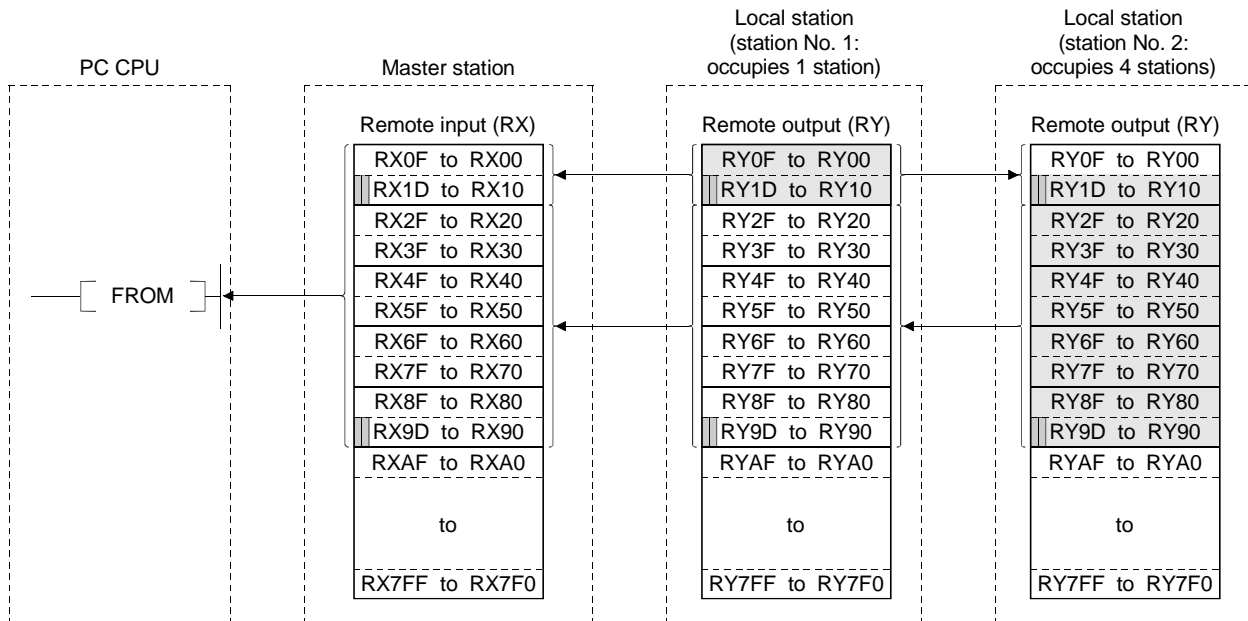 PC CPU
Master station
Local station
(station No. 1:
occupies 1 station)
Local station
(station No. 2:
occupies 4 stations)
FROM
Remote input (RX)
RX0F to RX00
RX1D to RX10
RX2F to RX20
RX3F to RX30
RX4F to RX40
RX5F to RX50
RX6F to RX60
RX7F to RX70
RX8F to RX80
RX9D to RX90
RXAF to RXA0
to
RX7FF to RX7F0
Remote output (RY)
RY0F to RY00
RY1D to RY10
RY2F to RY20
RY3F to RY30
RY4F to RY40
RY5F to RY50
RY6F to RY60
RY7F to RY70
RY8F to RY80
RY9D to RY90
RYAF to RYA0
to
RY7FF to RY7F0
Remote output (RY)
RY0F to RY00
RY1D to RY10
RY2F to RY20
RY3F to RY30
RY4F to RY40
RY5F to RY50
RY6F to RY60
RY7F to RY70
RY8F to RY80
RY9D to RY90
RYAF to RYA0
to
RY7FF to RY7F0